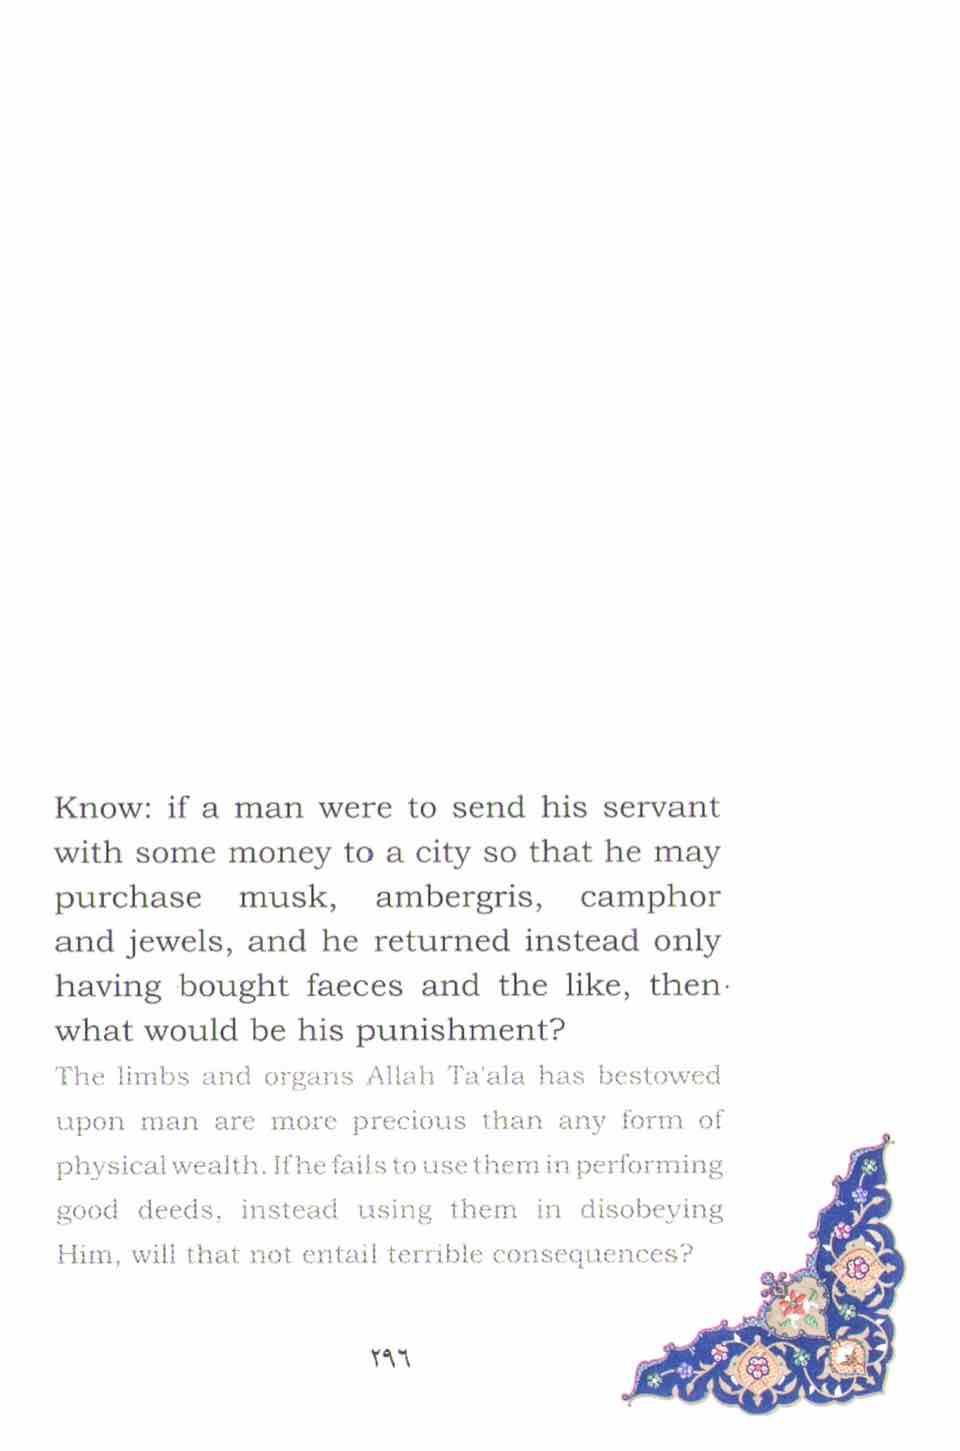 Know: if a man were to send his servant
with some money to a city so that he may
purchase musk, ambergris, camphor
and jewels, and he returned instead only
having bought faeces and the like, then
what would be his punishment?
The limbs and organs Allah Ta'ala has bestowed
upon man are more precious than any form of
physical wealth. If he fails to use them in performing
good deeds, instead using them in disobeying
Him, will that not entail terrible consequences?
٢٩٦